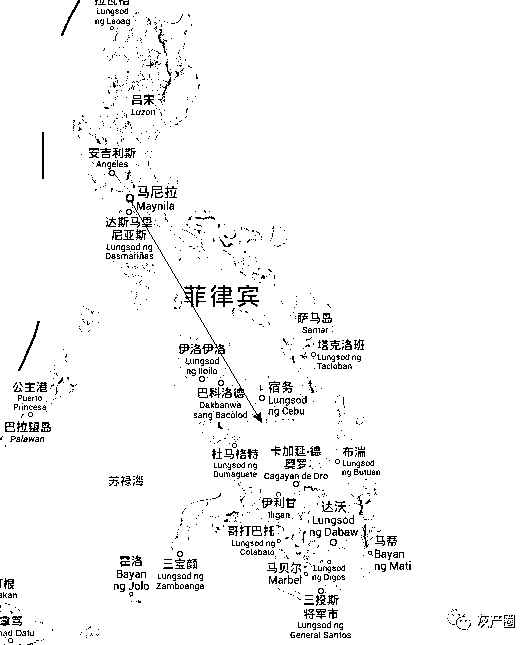 Lungsod
ng Laoag
吕宋
Luzon
安吉利斯
Angeles
马尼拉
Maynila
达斯马里
尼亚斯
Lungsod ng
Dasmariñas
菲律宾
萨马岛
Samar
塔克洛班
Lungsod ng
Tacloban
伊洛伊洛
Lungsod
ng Iloilo
公主港
Puerto
Princesa
巴拉望岛
Palawan
巴科洛德
Dakbanwa
sang Bacolod
宿务
Lungsod
ng Cebu
杜马格特
Lungsod ng
Dumaguete
卡加延-德
奥罗
Cagayan de Oro
布湍
Lungsod
ng Butuan
苏禄海
伊利甘
Iligan
达沃
Lungsod
ng Dabaw
哥打巴托
Lungsod ng
Cotabato
马蒂
Bayan
ng Mati
霍洛
Bayan
ng Jolo
三宝颜
Lungsod ng
Zamboanga
马贝尔
Marbel
Lungsod
ng Digos
三投斯
将军市
Lungsod ng
General Santos
akan
拿笃
had Datu
灰产圈